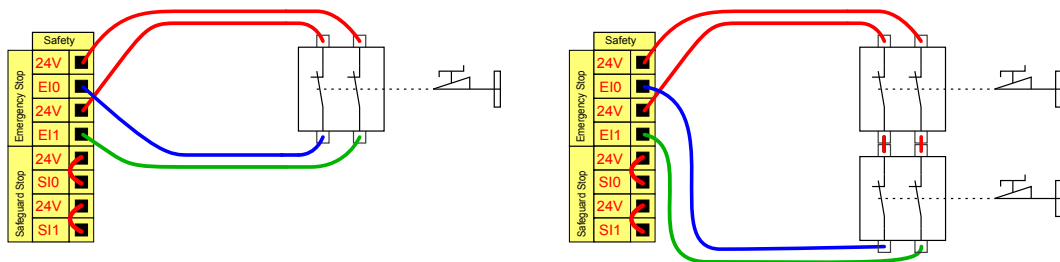 Safety
Emergency Stop
24V
EI0
24V
EI1
Safeguard Stop
24V
SI0
24V
SI1
Safety
Emergency Stop
24V
EI0
24V
EI1
Safeguard Stop
24V
SI0
24V
SI1